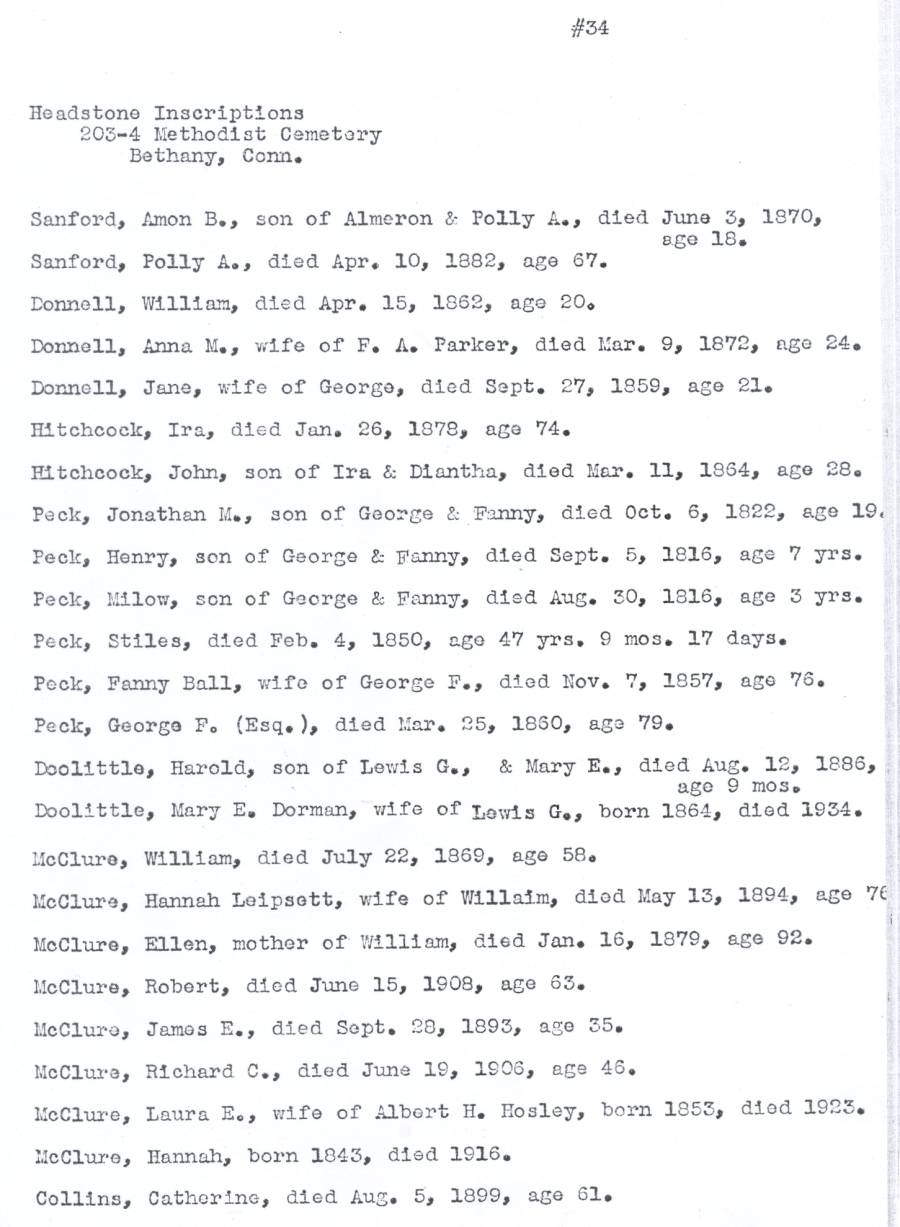 #34
Headstone Inscriptions
203-4 Methodist Cemetery
Bethany, Conn.
Sanford, Amon B., son of Almeron & Polly A., died June 3, 1870,
age 18.
Sanford, Polly A., died Apr. 10, 1882, age 67.
Donnell, William, died Apr. 15, 1862, age 20.
Donnell, Anna M., wife of F. A. Parker, died Mar. 9, 1872, age 24.
Donnell, Jane, wife of George, died Sept. 27, 1859, age 21.
Hitchcock, Ira, died Jan. 26, 1878, age 74.
Hitchcock, John, son of Ira & Diantha, died Mar. 11, 1864, age 28.
Peck, Jonathan M., son of George & Fanny, died Oct. 6, 1822, age 19.
Peck, Henry, son of George & Fanny, died Sept. 5, 1816, age 7 yrs.
Peck, Milow, son of George & Fanny, died Aug. 30, 1816, age 3 yrs.
Peck, Stiles, died Feb. 4, 1850, age 47 yrs. 9 mos. 17 days.
Peck, Fanny Ball, wife of George F., died Nov. 7, 1857, age 76.
Peck, George F. (Esq.), died Mar. 25, 1860, age 79.
Doolittle, Harold, son of Lewis G., & Mary E., died Aug. 12, 1886,
age 9 mos.
Doolittle, Mary E. Dorman, wife of Lewis G., born 1864, died 1934.
McClure, William, died July 22, 1869, age 58.
McClure, Hannah Leipsett, wife of Willaim, died May 13, 1894, age 76
McClure, Ellen, mother of William, died Jan. 16, 1879, age 92.
McClure, Robert, died June 15, 1908, age 63.
McClure, James E., died Sept. 28, 1893, age 35.
McClure, Richard C., died June 19, 1906, age 46.
McClure, Laura E., wife of Albert H. Hosley, born 1853, died 1923.
McClure, Hannah, born 1843, died 1916.
Collins, Catherine, died Aug. 5, 1899, age 61.